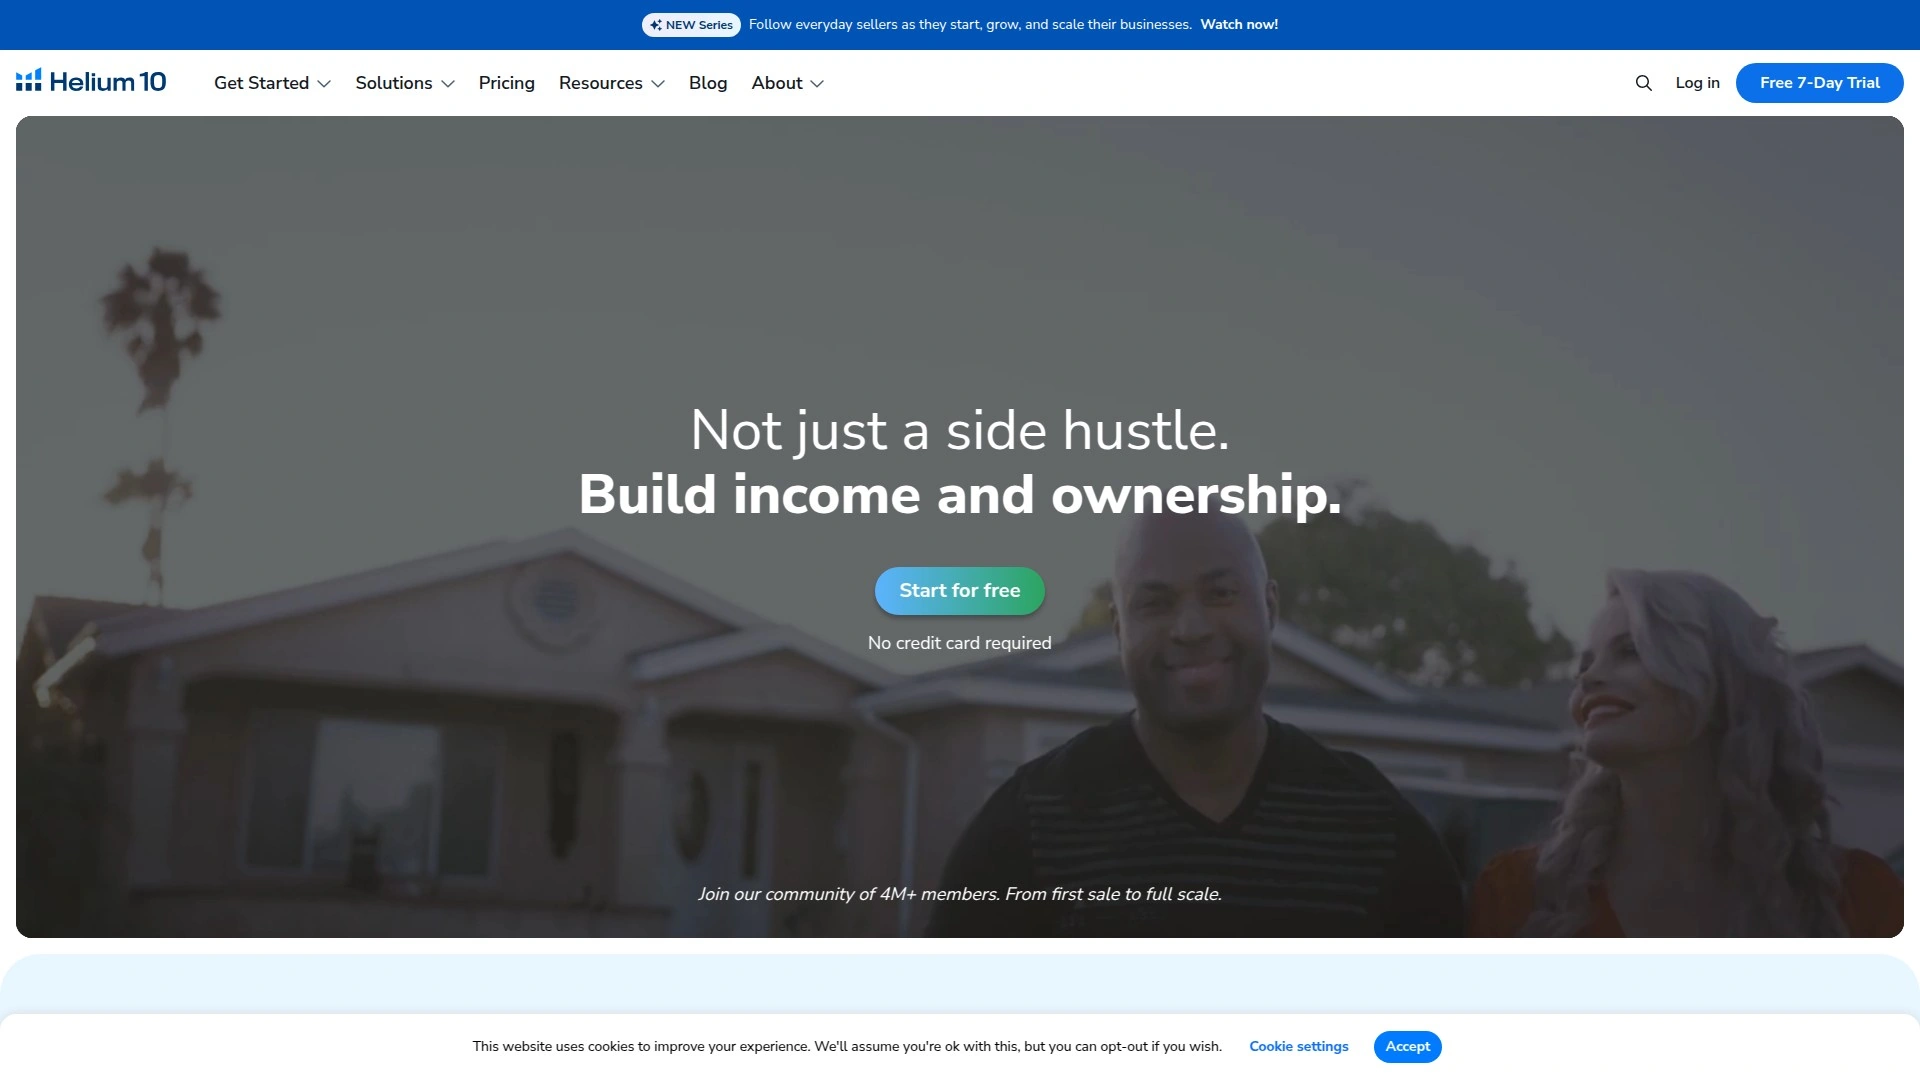 NEW Series Follow everyday sellers as they start, grow, and scale their businesses. Watch now!
Helium 10 Get Started Solutions Pricing Resources Blog About Log in Free 7-Day Trial
Not just a side hustle.
Build income and ownership.
Start for free
No credit card required
Join our community of 4M+ members. From first sale to full scale.
This website uses cookies to improve your experience. We'll assume you're ok with this, but you can opt-out if you wish. Cookie settings Accept